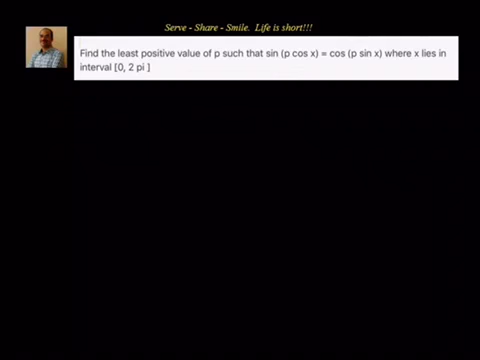 Serve - Share - Smile. Life is short!!!
Find the least positive value of p such that sin (p cos x) = cos (p sin x) where x lies in
interval [0, 2 pi ]